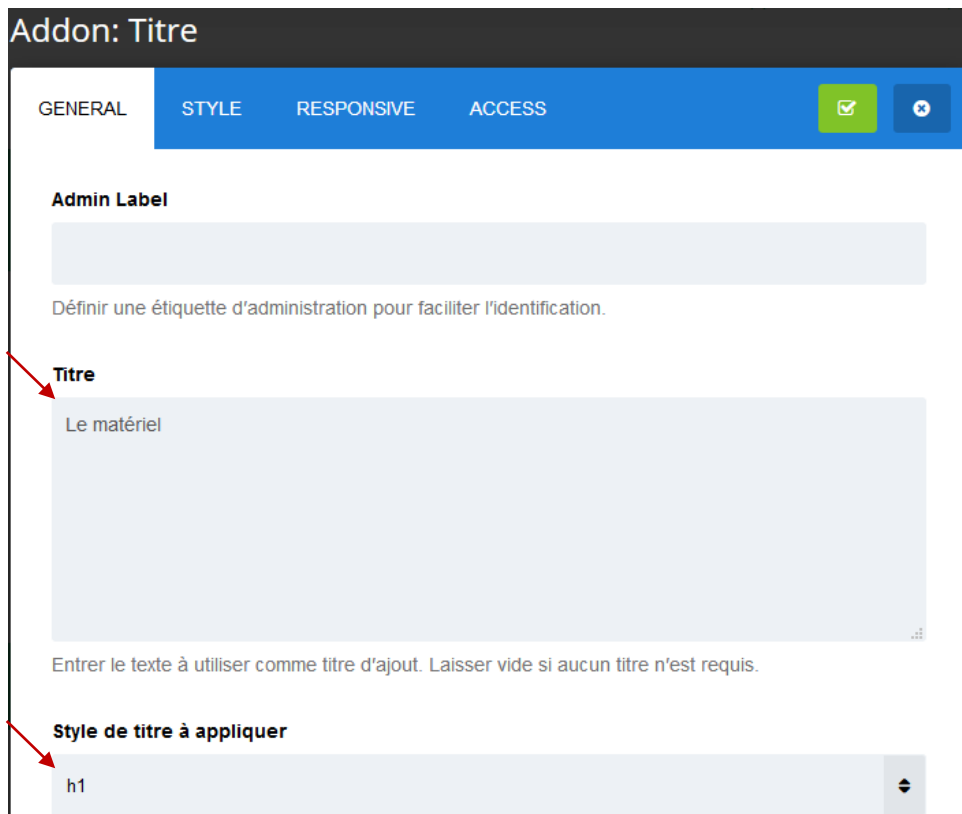 Addon: Titre
GENERAL STYLE RESPONSIVE ACCESS
Admin Label
Définir une étiquette d'administration pour faciliter l'identification.
Titre
Le matériel
Entrer le texte à utiliser comme titre d'ajout. Laisser vide si aucun titre n'est requis.
Style de titre à appliquer
h1